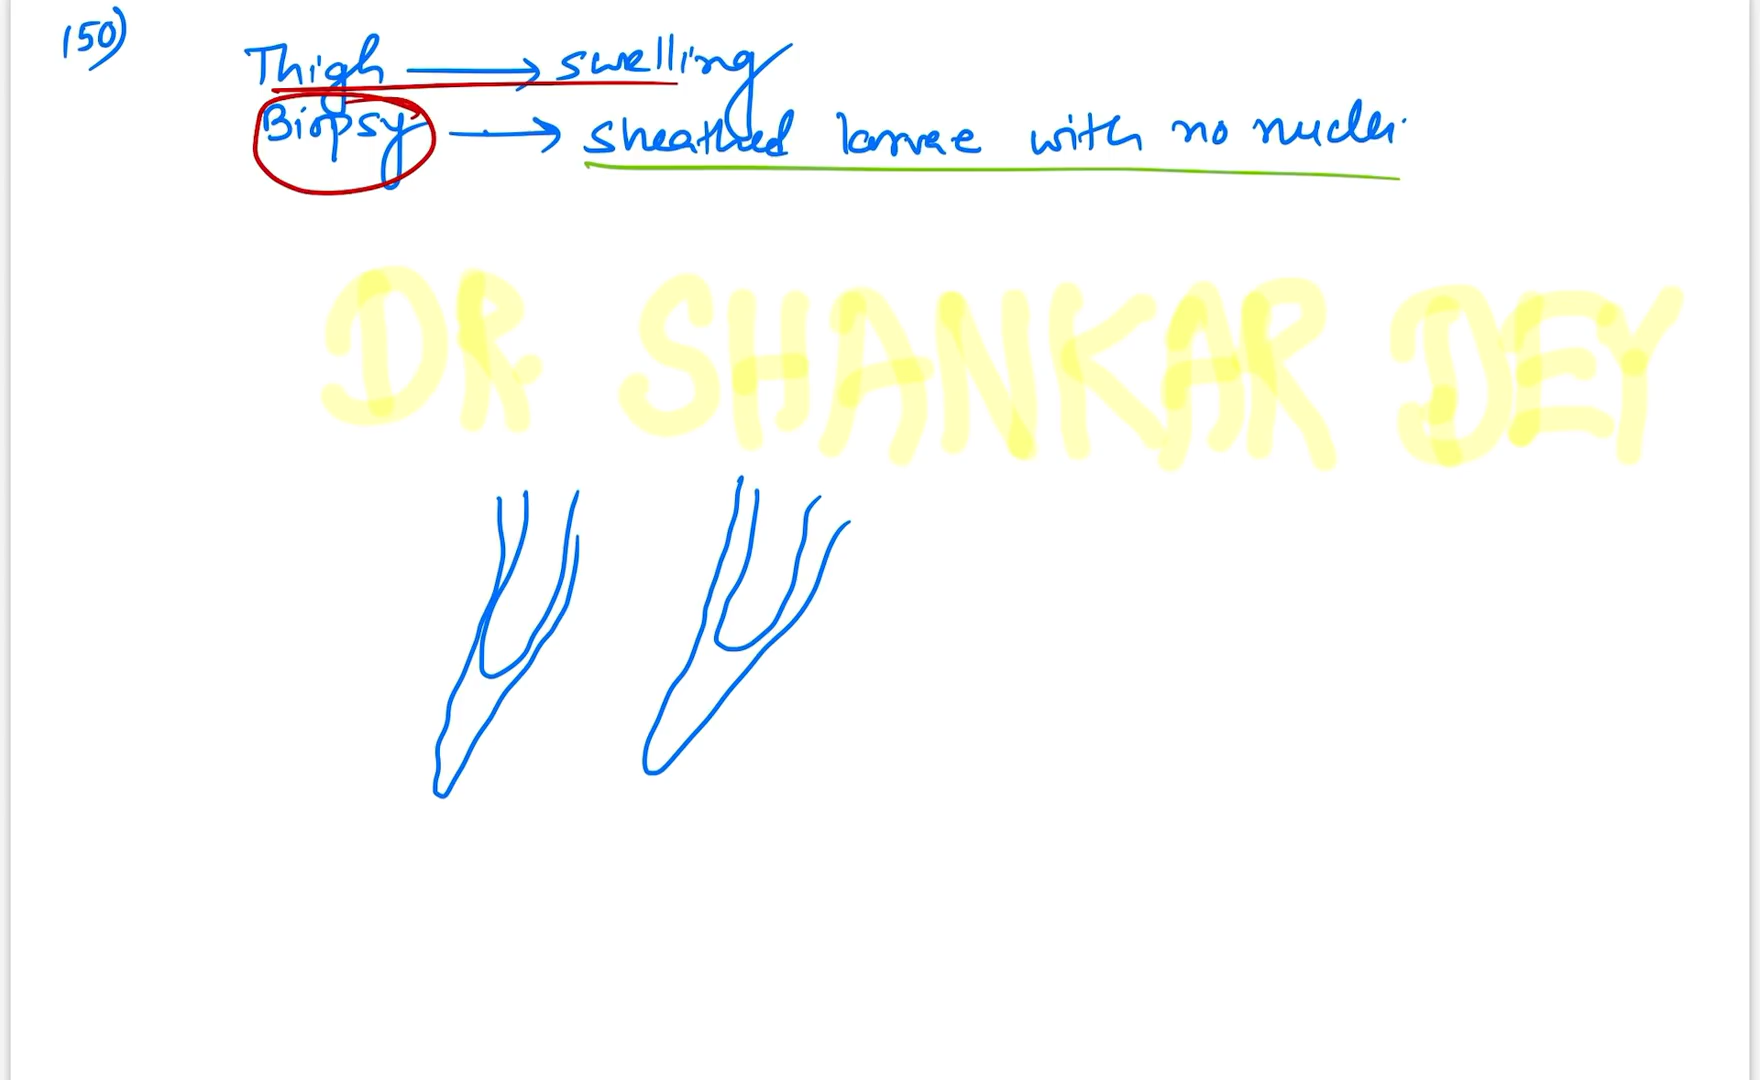 150)
Thigh → swelling
Biopsy → sheathed larvae with no nuclei
DR SHANKAR DEY